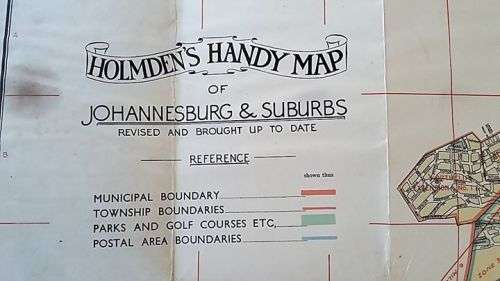 HOLMDEN'S HANDY MAP
OF
JOHANNESBURG & SUBURBS
REVISED AND BROUGHT UP TO DATE
REFERENCE
shown thus
MUNICIPAL BOUNDARY
TOWNSHIP BOUNDARIES
PARKS AND GOLF COURSES ETC,
POSTAL AREA BOUNDARIES
A
B